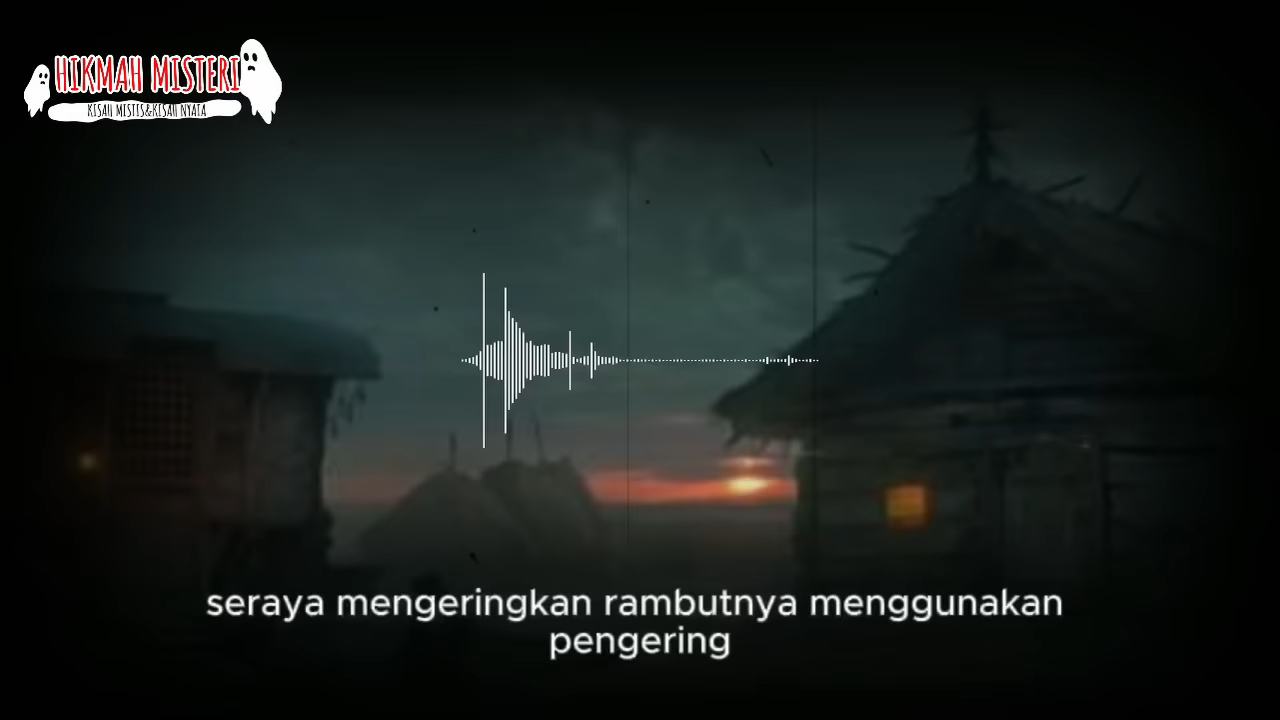 HIKMAH MISTERI
KISAH MISTIS&KISAH NYATA
seraya mengeringkan rambutnya menggunakan
pengering